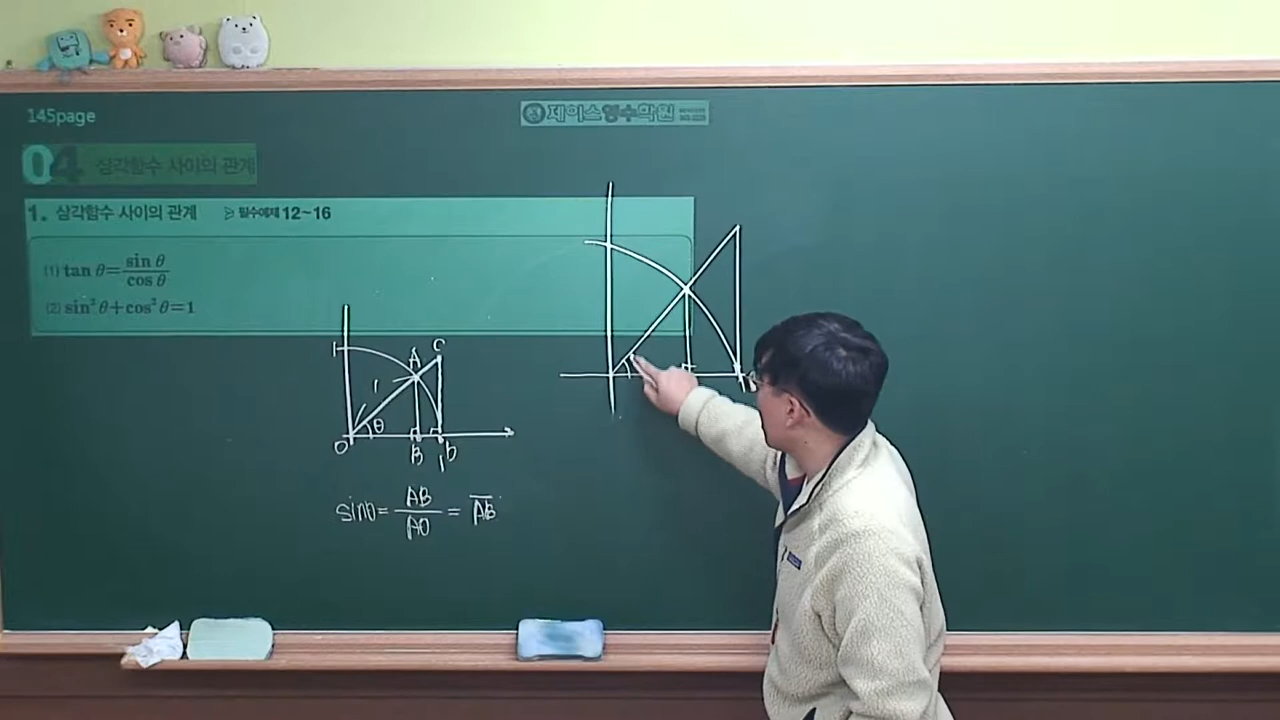 145page
제이스영수학원
04 삼각함수 사이의 관계
1. 삼각함수 사이의 관계 ▷ 필수예제 12~16
(1) tan θ = sin θ / cos θ
(2) sin² θ + cos² θ = 1
1
A
C
1
θ
O
B
D
1
1
sinθ = AB / AO = A̅B̅